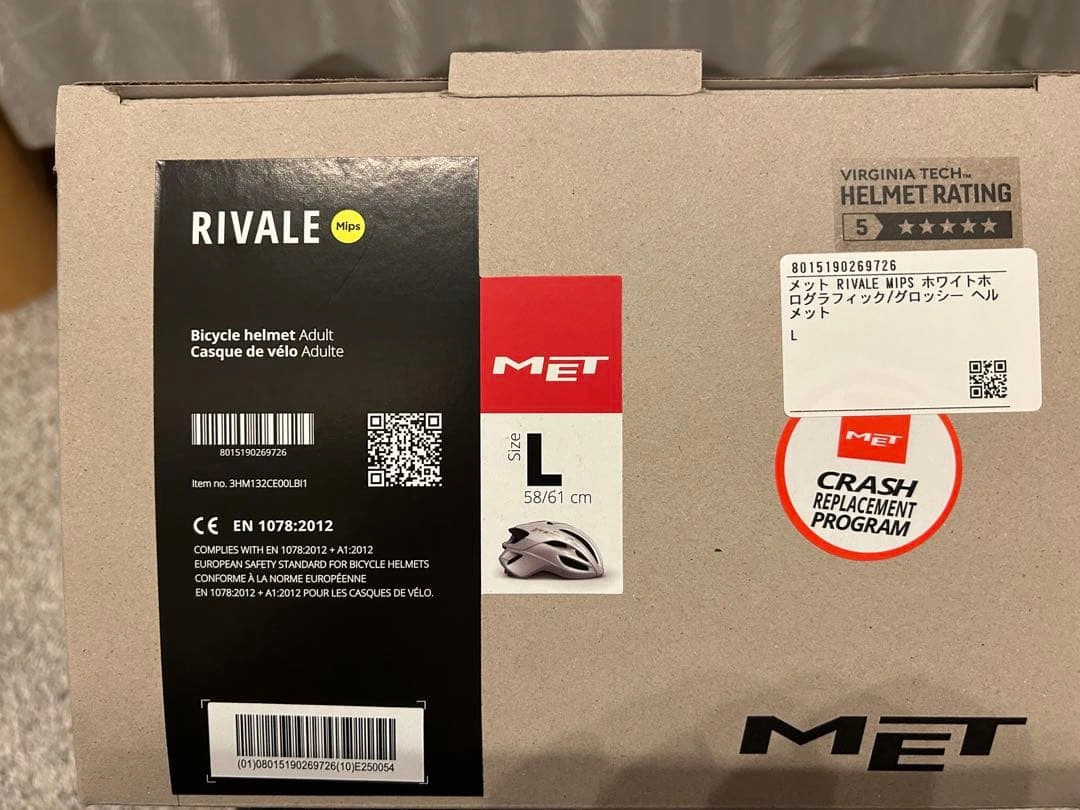 RIVALE Mips
Bicycle helmet Adult
Casque de vélo Adulte
8015190269726
Item no. 3HM132CE00LBI1
CE EN 1078:2012
COMPLIES WITH EN 1078:2012 + A1:2012
EUROPEAN SAFETY STANDARD FOR BICYCLE HELMETS
CONFORME À LA NORME EUROPÉENNE
EN 1078:2012 + A1:2012 POUR LES CASQUES DE VÉLO.
(01)08015190269726(10)E250054
MET
Size L
58/61 cm
VIRGINIA TECH™
HELMET RATING
5 ★★★★★
8015190269726
メット RIVALE MIPS ホワイトホ
ログラフィック/グロッシー ヘル
メット
L
MET
CRASH
REPLACEMENT
PROGRAM
MET